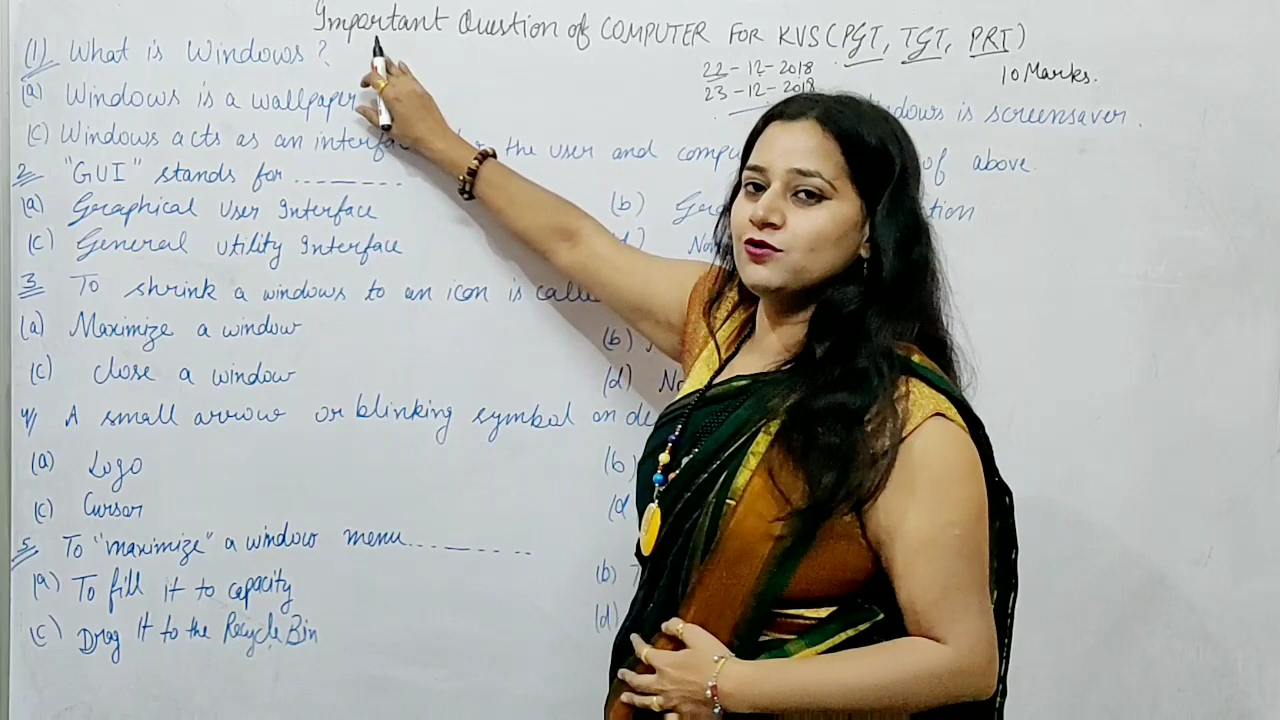 Important Question of COMPUTER FOR KVS (PGT, TGT, PRT)
(1) What is Windows?
22-12-2018
23-12-2018
10 Marks.
(a) Windows is a wallpaper
indows is screensaver.
(c) Windows acts as an interfa
the user and compu
of above.
2. "GUI" stands for ........
(a) Graphical User Interface
(b)
tion
(c) General utility Interface
3. To shrink a windows to an icon is calle
(a) Maximize a window
(b)
(c) close a window
(d) No
4) A small arrow or blinking symbol on de
(a) Logo
(b)
(c) Cursor
(d
5. To "maximize" a window menu........
(a) To fill it to capacity
(b) T
(c) Drag It to the Recycle Bin
(d)